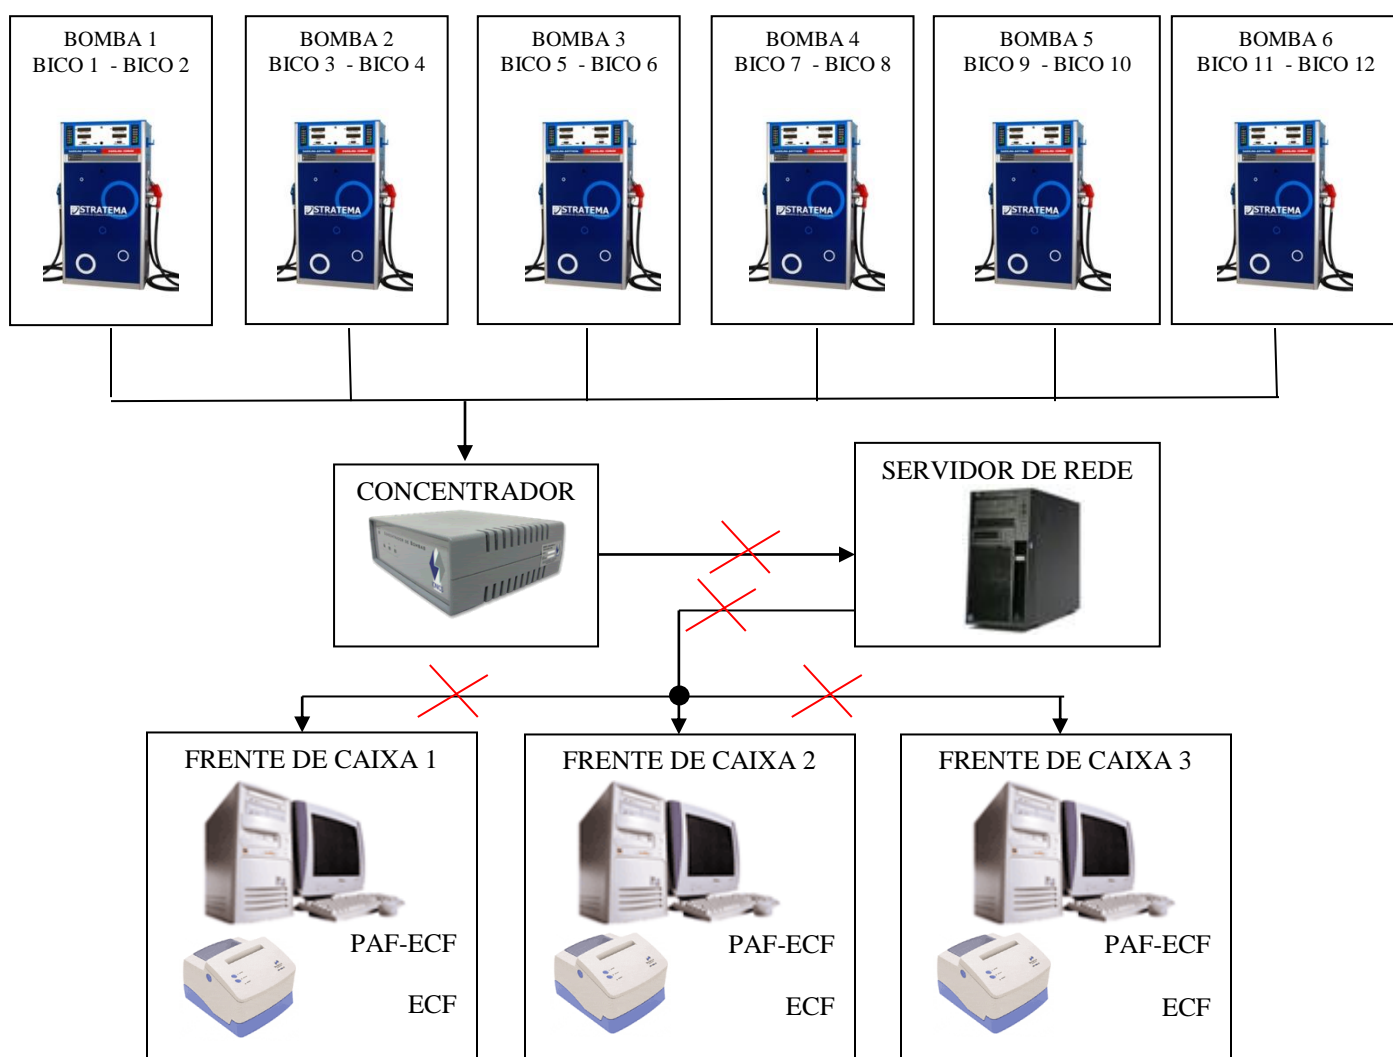 BOMBA 1
BICO 1 - BICO 2
BOMBA 2
BICO 3 - BICO 4
BOMBA 3
BICO 5 - BICO 6
BOMBA 4
BICO 7 - BICO 8
BOMBA 5
BICO 9 - BICO 10
BOMBA 6
BICO 11 - BICO 12
STRATEMA
STRATEMA
STRATEMA
STRATEMA
STRATEMA
STRATEMA
CONCENTRADOR
SERVIDOR DE REDE
FRENTE DE CAIXA 1
PAF-ECF
ECF
FRENTE DE CAIXA 2
PAF-ECF
ECF
FRENTE DE CAIXA 3
PAF-ECF
ECF